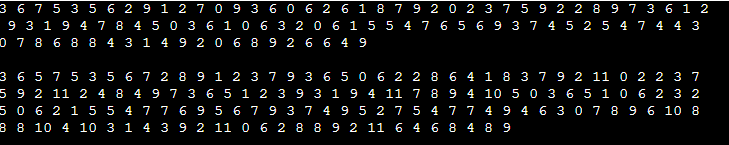 3 6 7 5 3 5 6 2 9 1 2 7 0 9 3 6 0 6 2 6 1 8 7 9 2 0 2 3 7 5 9 2 2 8 9 7 3 6 1 2
9 3 1 9 4 7 8 4 5 0 3 6 1 0 6 3 2 0 6 1 5 5 4 7 6 5 6 9 3 7 4 5 2 5 4 7 4 4 3
0 7 8 6 8 8 4 3 1 4 9 2 0 6 8 9 2 6 6 4 9
3 6 5 7 5 3 5 6 7 2 8 9 1 2 3 7 9 3 6 5 0 6 2 2 8 6 4 1 8 3 7 9 2 11 0 2 2 3 7
5 9 2 11 2 4 8 4 9 7 3 6 5 1 2 3 9 3 1 9 4 11 7 8 9 4 10 5 0 3 6 5 1 0 6 2 3 2
5 0 6 2 1 5 5 4 7 7 6 9 5 6 7 9 3 7 4 9 5 2 7 5 4 7 7 4 9 4 6 3 0 7 8 9 6 10 8
8 8 10 4 10 3 1 4 3 9 2 11 0 6 2 8 8 9 2 11 6 4 6 8 4 8 9